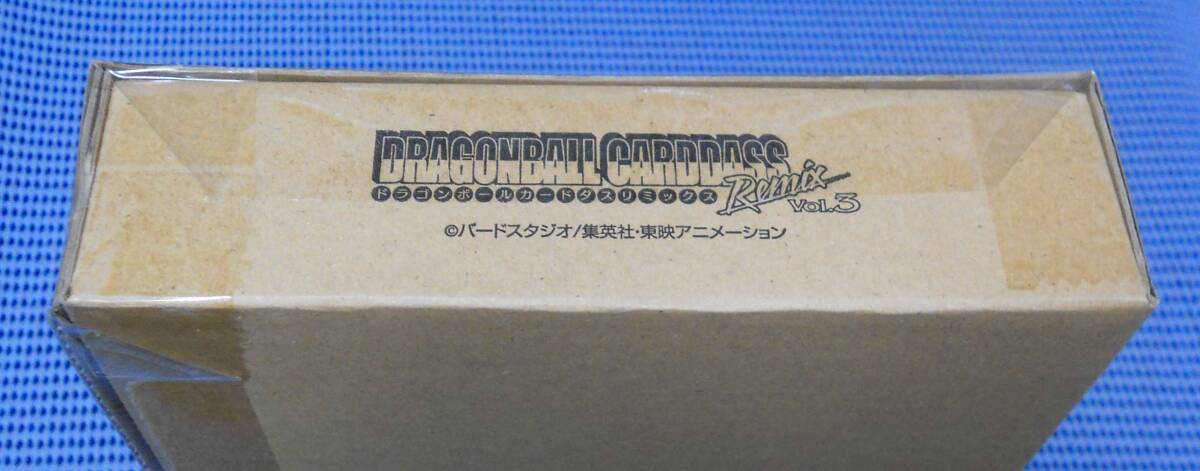 DRAGONBALL CARDDASS
ドラゴンボールカードダスリミックス Remix
Vol.3
©バードスタジオ/集英社・東映アニメーション